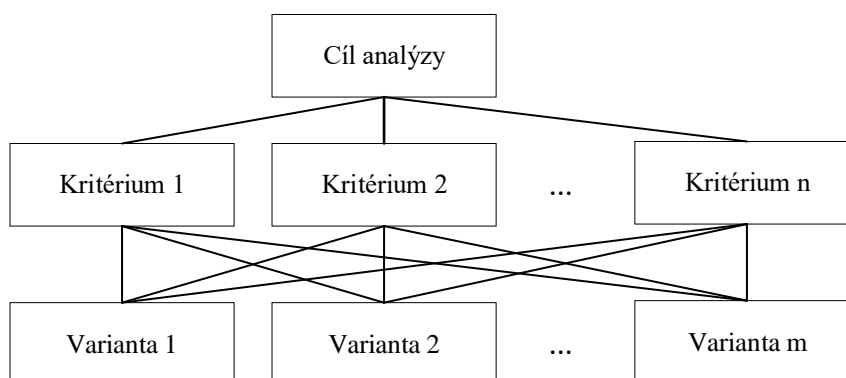 Cíl analýzy
Kritérium 1 Kritérium 2 ... Kritérium n
Varianta 1 Varianta 2 ... Varianta m